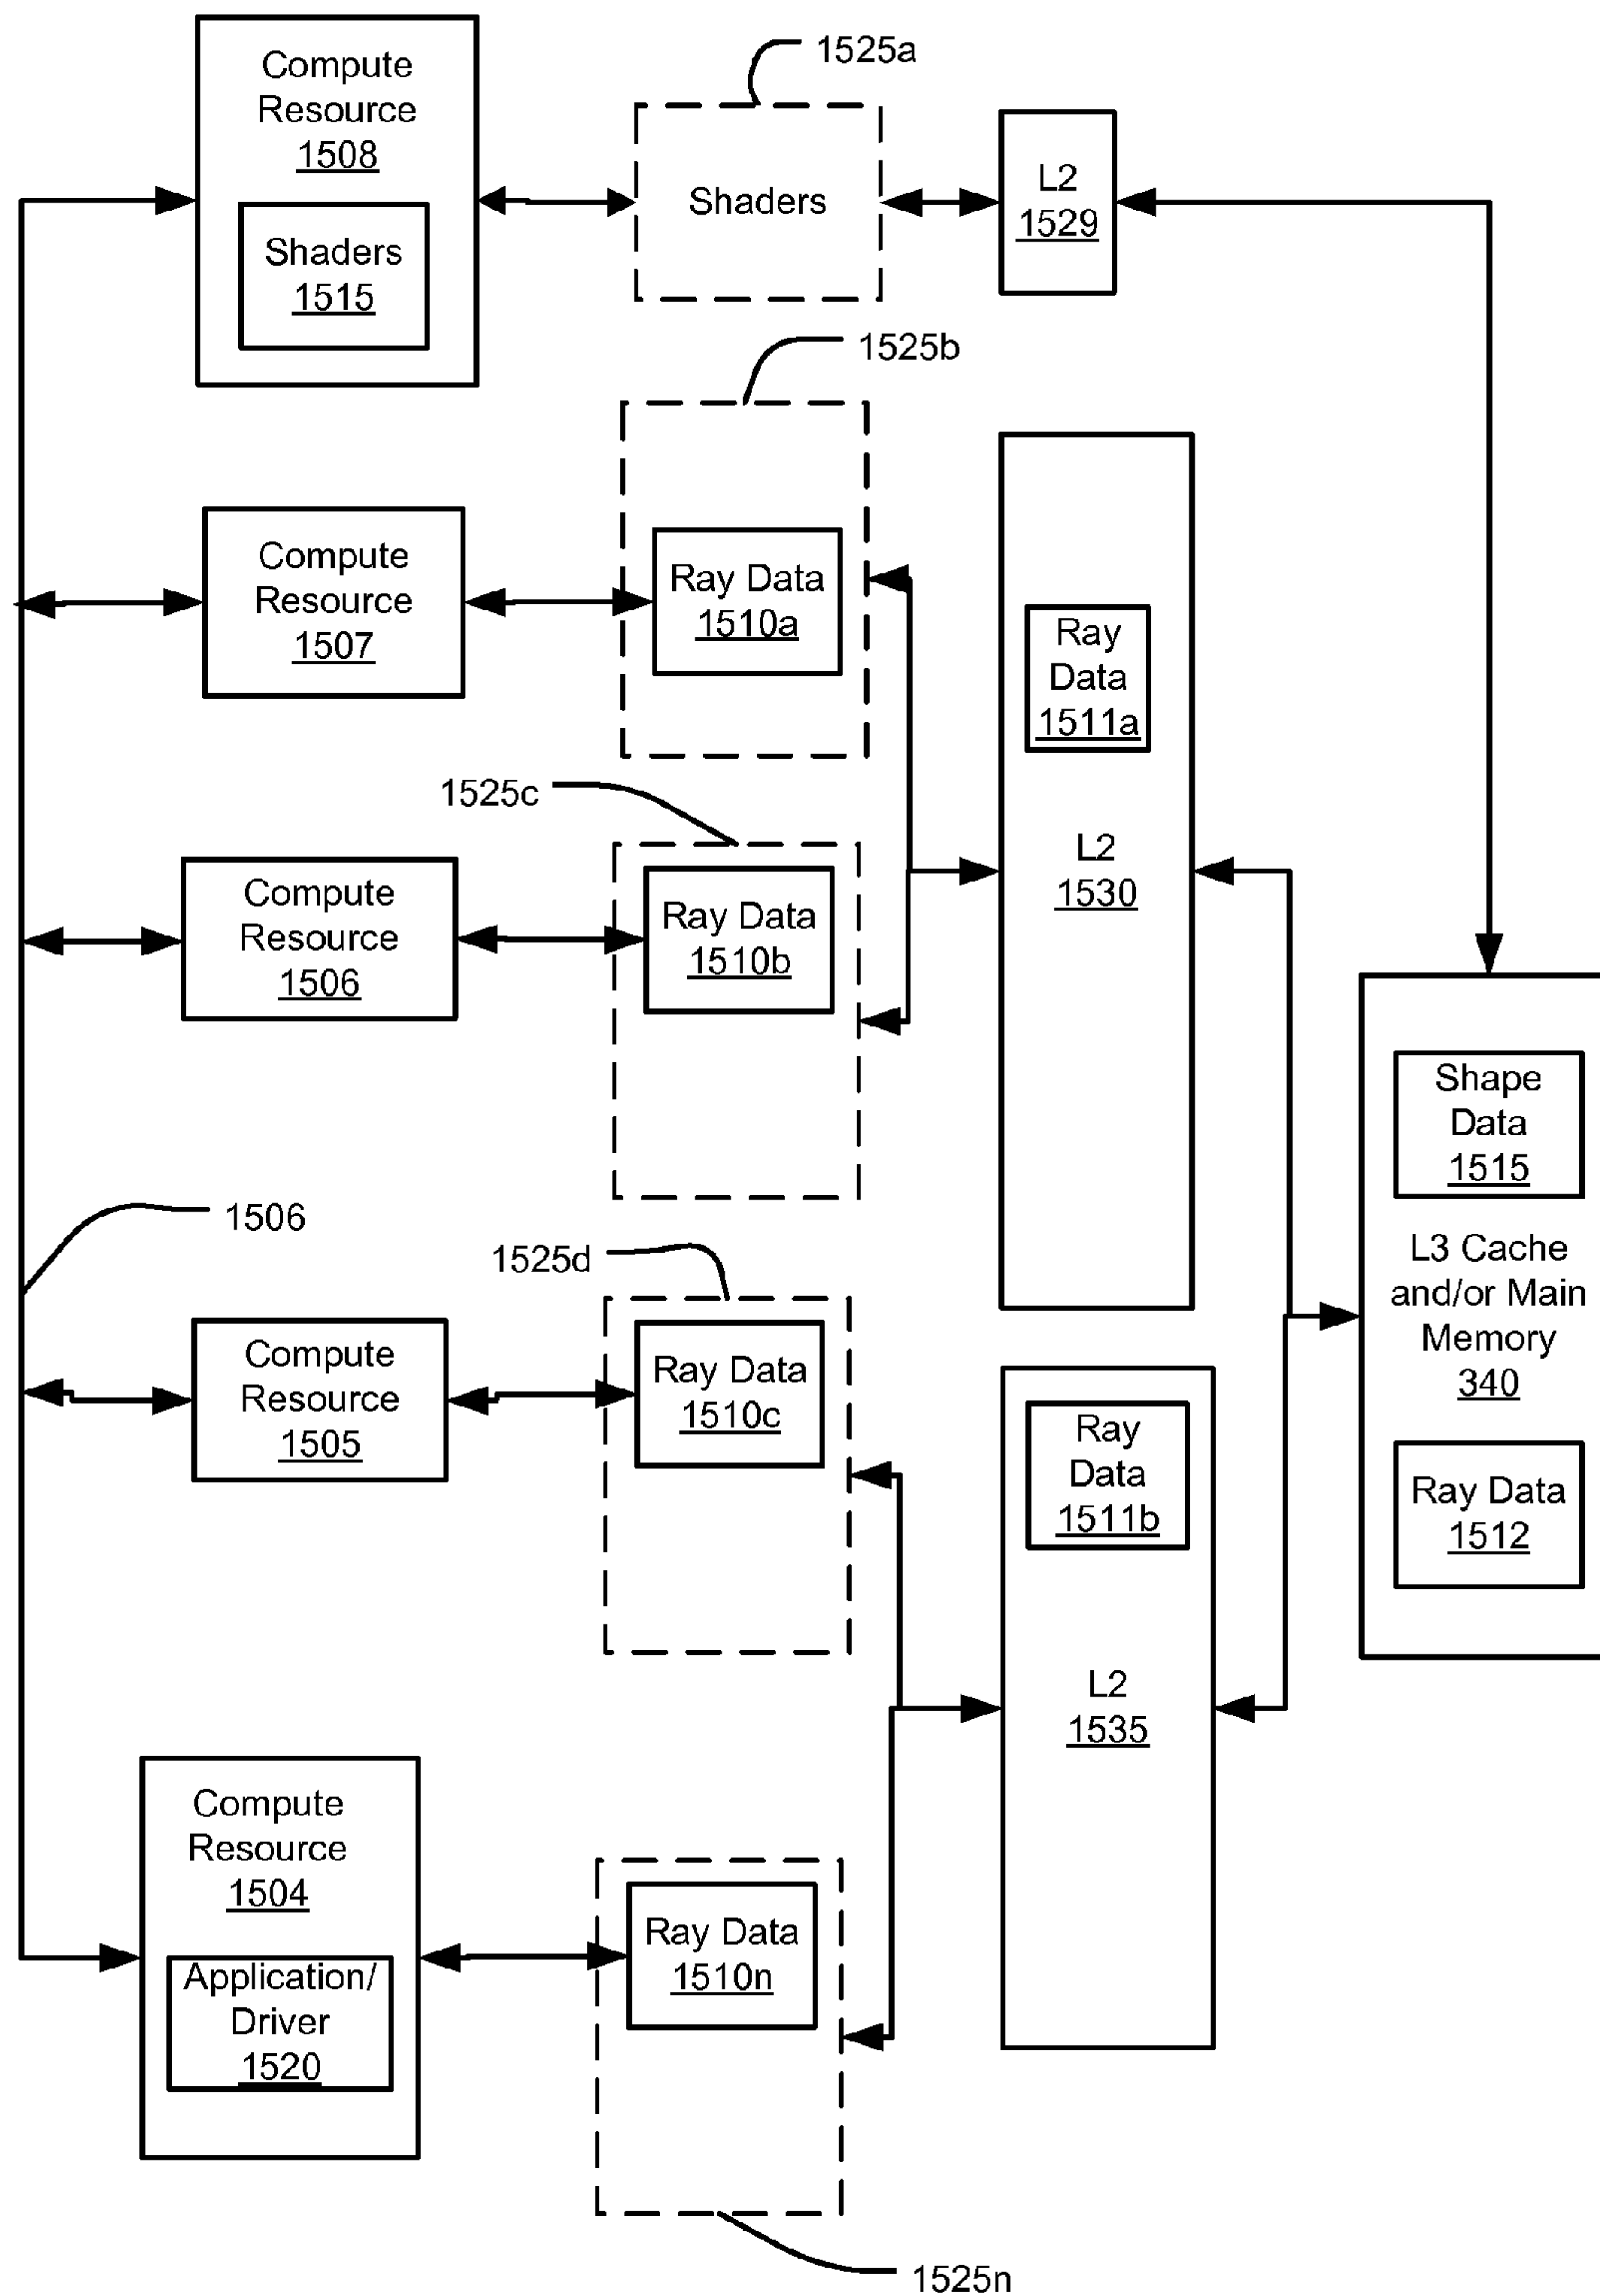 1525a
Compute
Resource
1508
Shaders
1515
Shaders
L2
1529
1525b
Compute
Resource
1507
Ray Data
1510a
Ray
Data
1511a
L2
1530
1525c
Compute
Resource
1506
Ray Data
1510b
Shape
Data
1515
L3 Cache
and/or Main
Memory
340
Ray Data
1512
1506
1525d
Compute
Resource
1505
Ray Data
1510c
Ray
Data
1511b
L2
1535
Compute
Resource
1504
Application/
Driver
1520
Ray Data
1510n
1525n